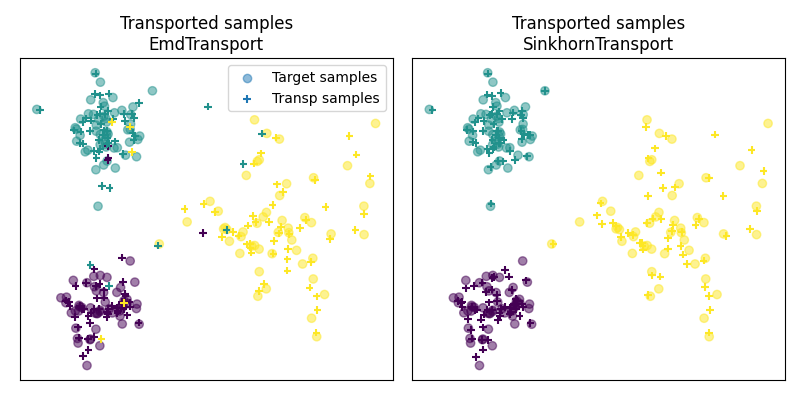 Transported samples
EmdTransport
Target samples
Transp samples
Transported samples
SinkhornTransport